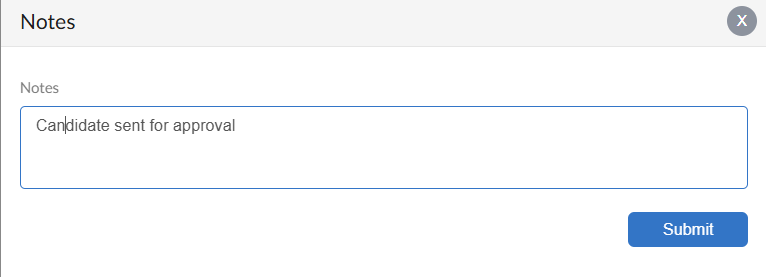 Notes
X
Notes
Candidate sent for approval
Submit